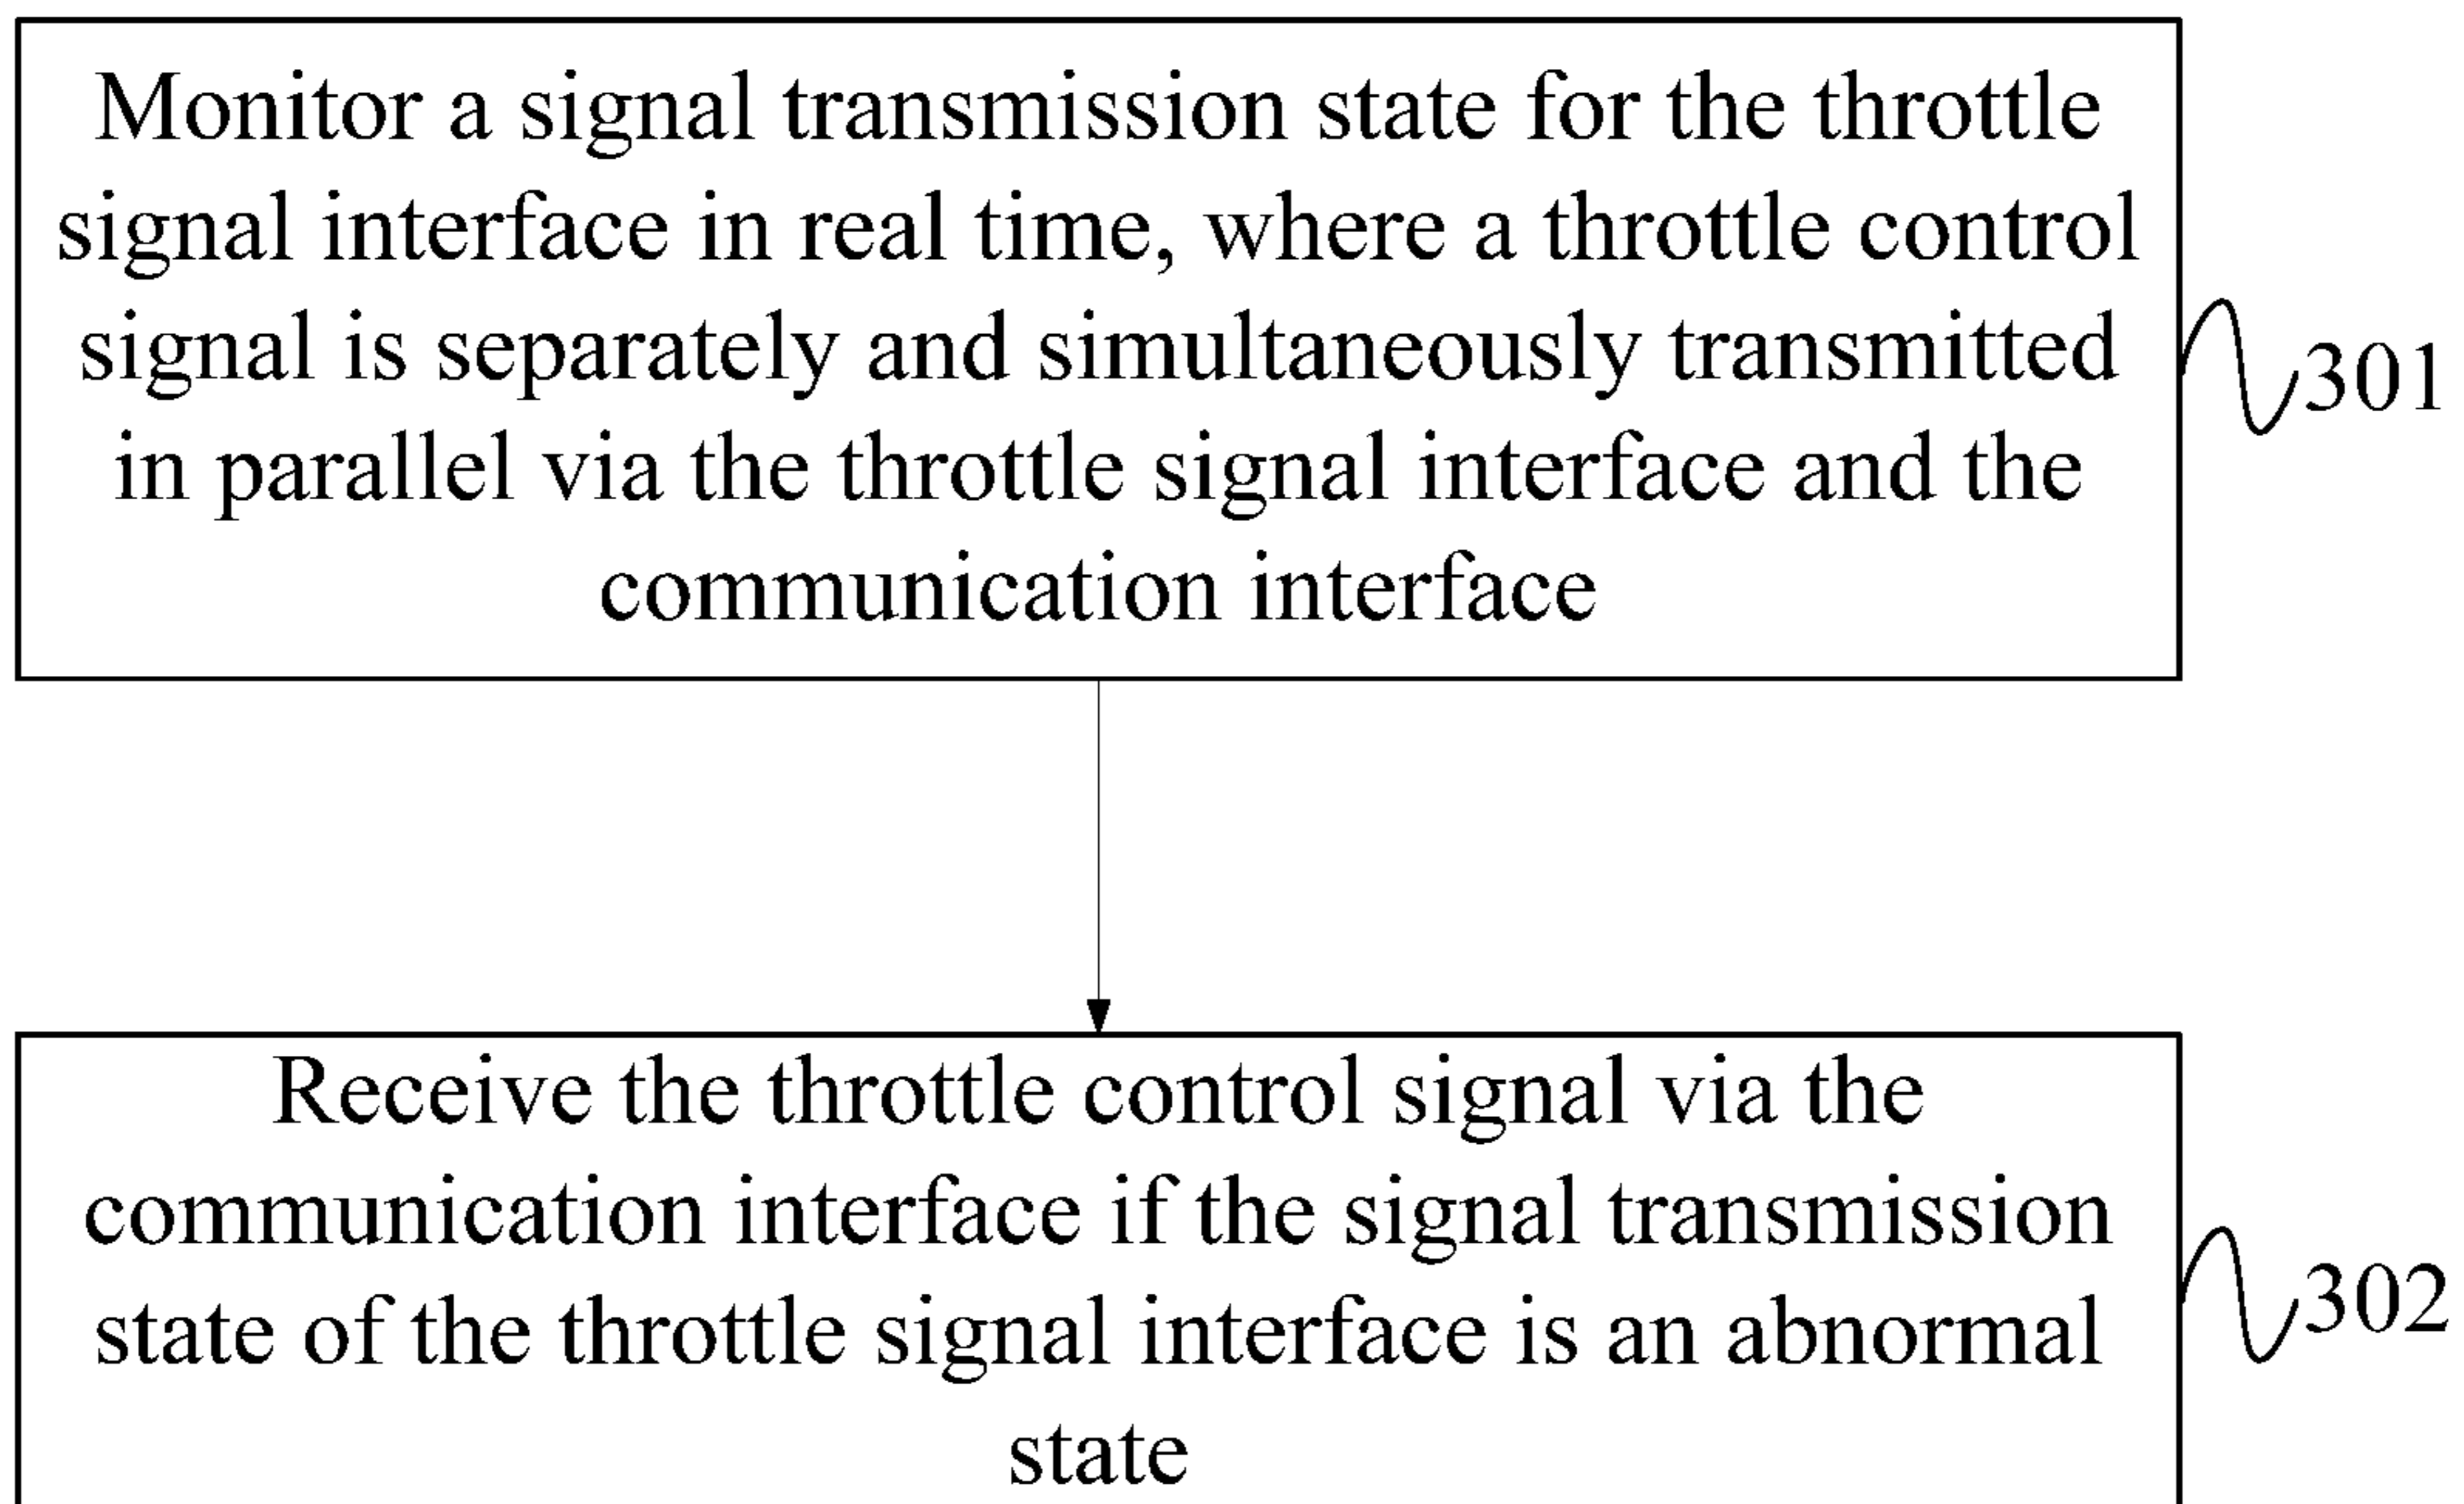 Monitor a signal transmission state for the throttle
signal interface in real time, where a throttle control
signal is separately and simultaneously transmitted
in parallel via the throttle signal interface and the
communication interface
301
Receive the throttle control signal via the
communication interface if the signal transmission
state of the throttle signal interface is an abnormal
state
302